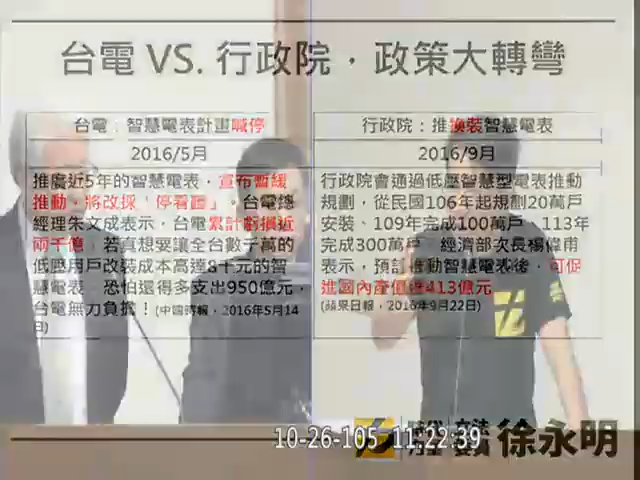 台電 VS. 行政院，政策大轉彎
台電：智慧電表計畫喊停
2016/5月
推廣近5年的智慧電表，宣布暫緩
推動，將改採「停看聽」，台電總
經理朱文成表示，台電累計虧損近
兩千億，若真想要讓全台數千萬的
低壓用戶改裝成本高達8千元的智
慧電表，恐怕還得多支出950億元，
台電無力負擔！(中國時報，2016年5月14
日)
行政院：推換裝智慧電表
2016/9月
行政院會通過低壓智慧型電表推動
規劃，從民國106年起規劃20萬戶
安裝、109年完成100萬戶、113年
完成300萬戶，經濟部次長楊偉甫
表示，預計推動智慧電表後，可促
進國內產值達413億元。
(蘋果日報，2016年9月22日)
徐永明
10-26-105 11:22:39